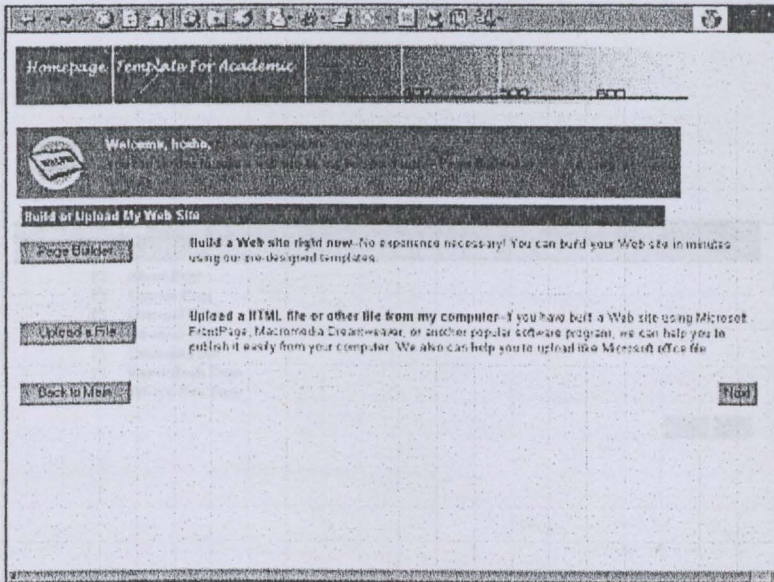 Homepage Template For Academic
Welcome, hosho,
Build or Upload My Web Site
Page Builder
Build a Web site right now-No experience necessary! You can build your Web site in minutes
using our pre-designed templates.
Upload a File
Upload a HTML file or other file from my computer-if you have built a Web site using Microsoft
FrontPage, Macromedia Dreamweaver, or another popular software program, we can help you to
publish it easily from your computer. We also can help you to upload like Microsoft office file
Back to Main
Next